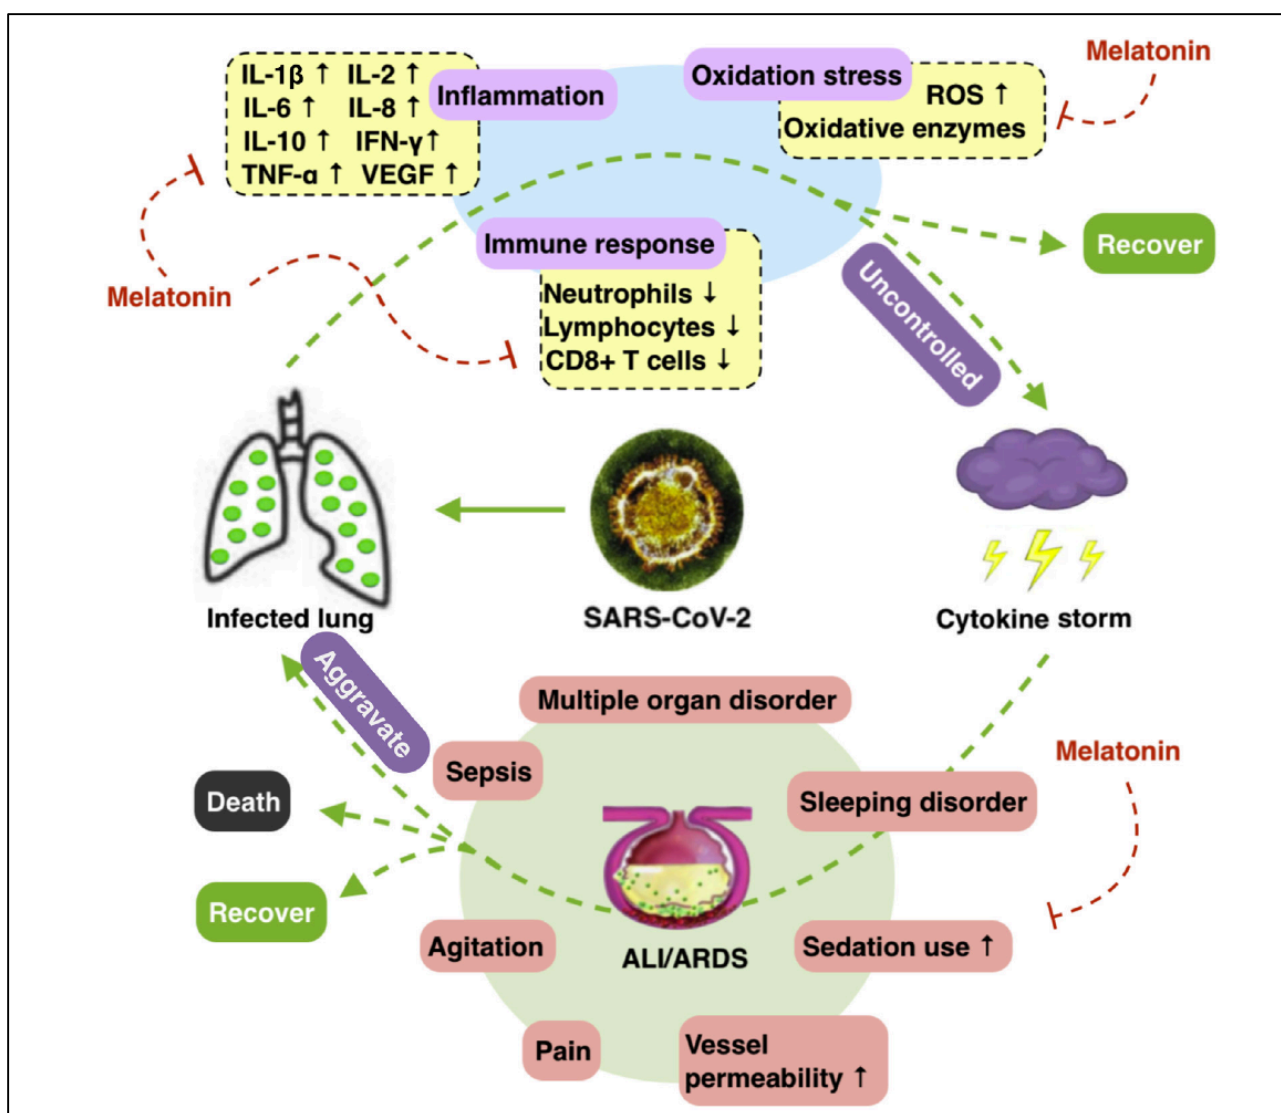 IL-1β ↑ IL-2 ↑
IL-6 ↑ IL-8 ↑
IL-10 ↑ IFN-γ↑
TNF-α ↑ VEGF ↑
Inflammation
Oxidation stress
ROS ↑
Oxidative enzymes
Melatonin
Immune response
Neutrophils ↓
Lymphocytes ↓
CD8+ T cells ↓
Melatonin
Recover
Uncontrolled
Infected lung
SARS-CoV-2
Cytokine storm
Aggravate
Multiple organ disorder
Sepsis
Sleeping disorder
Melatonin
Death
Recover
Agitation
ALI/ARDS
Sedation use ↑
Pain
Vessel
permeability ↑